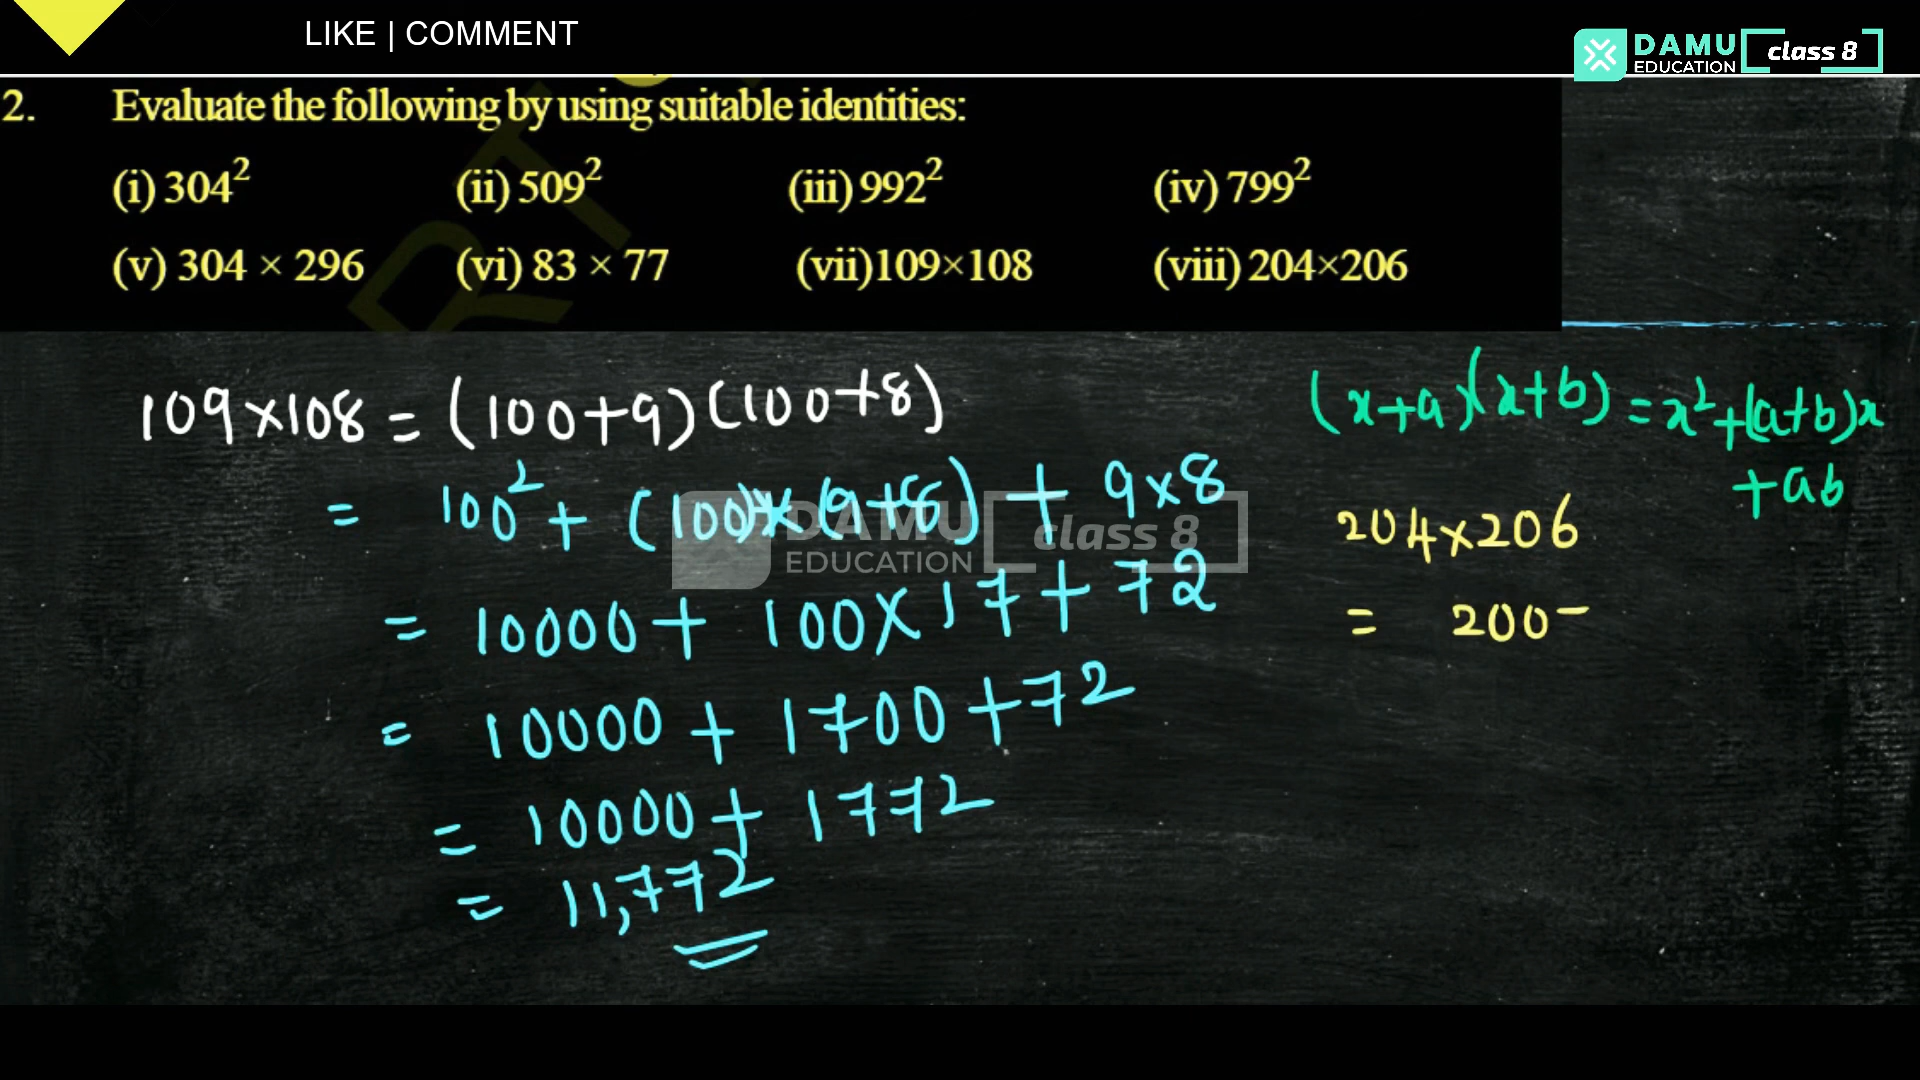 LIKE | COMMENT
DAMU
EDUCATION
class 8
2. Evaluate the following by using suitable identities:
(i) 304² (ii) 509² (iii) 992² (iv) 799²
(v) 304 × 296 (vi) 83 × 77 (vii)109×108 (viii) 204×206
109×108 = (100+9)(100+8)
= 100² + (100)×(9+8) + 9×8
= 10000 + 100×17 + 72
= 10000 + 1700 + 72
= 10000 + 1772
= 11,772
(x+a)(x+b) = x² + (a+b)x
+ab
204×206
= 200-
DAMU
EDUCATION
class 8